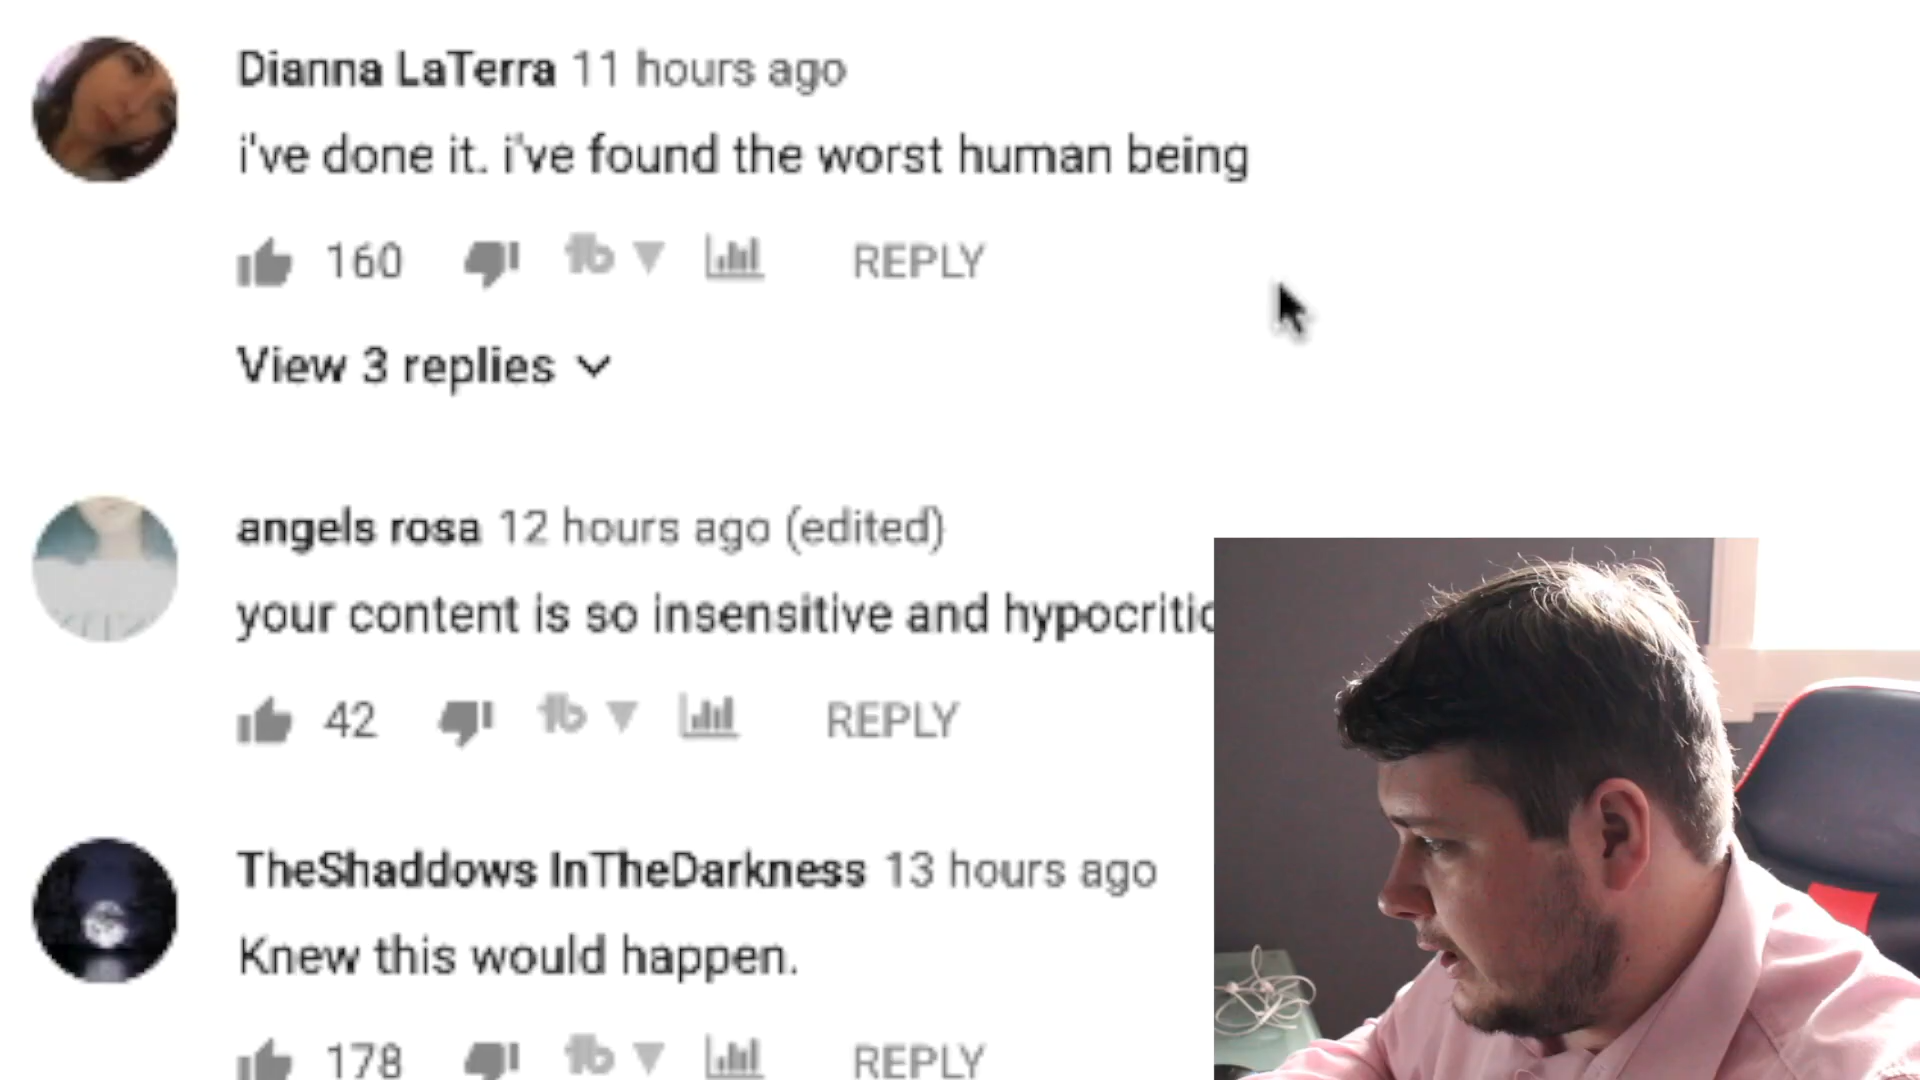 Dianna LaTerra 11 hours ago
i've done it. i've found the worst human being
160 REPLY
View 3 replies
angels rosa 12 hours ago (edited)
your content is so insensitive and hypocritic
42 REPLY
TheShaddows InTheDarkness 13 hours ago
Knew this would happen.
178 REPLY